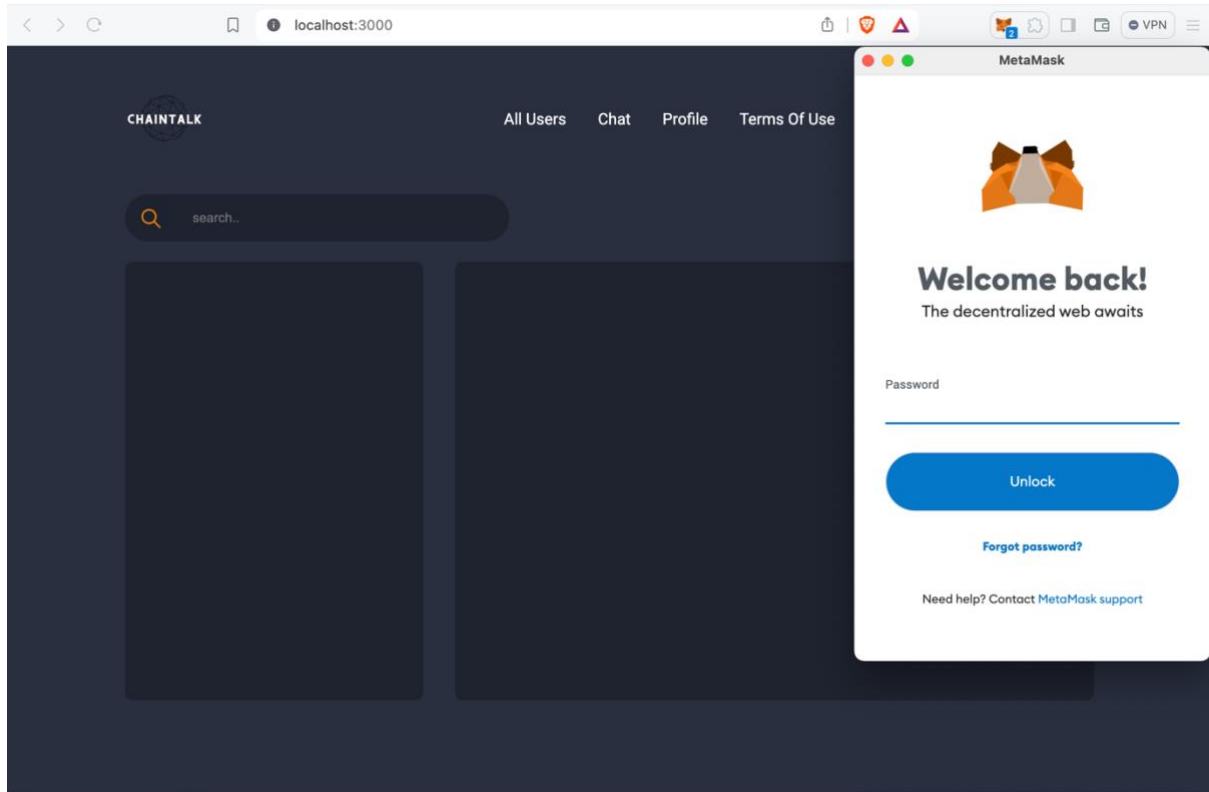 localhost:3000
2
VPN
MetaMask
CHAINTALK
All Users Chat Profile Terms Of Use
search..
Welcome back!
The decentralized web awaits
Password
Unlock
Forgot password?
Need help? Contact MetaMask support